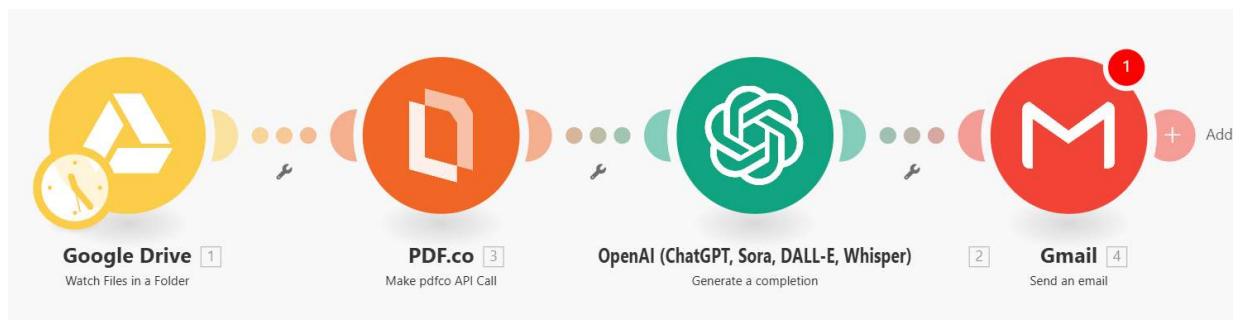 1
Add
Google Drive 1
Watch Files in a Folder
PDF.co 3
Make pdfco API Call
OpenAI (ChatGPT, Sora, DALL-E, Whisper) 2
Generate a completion
Gmail 4
Send an email